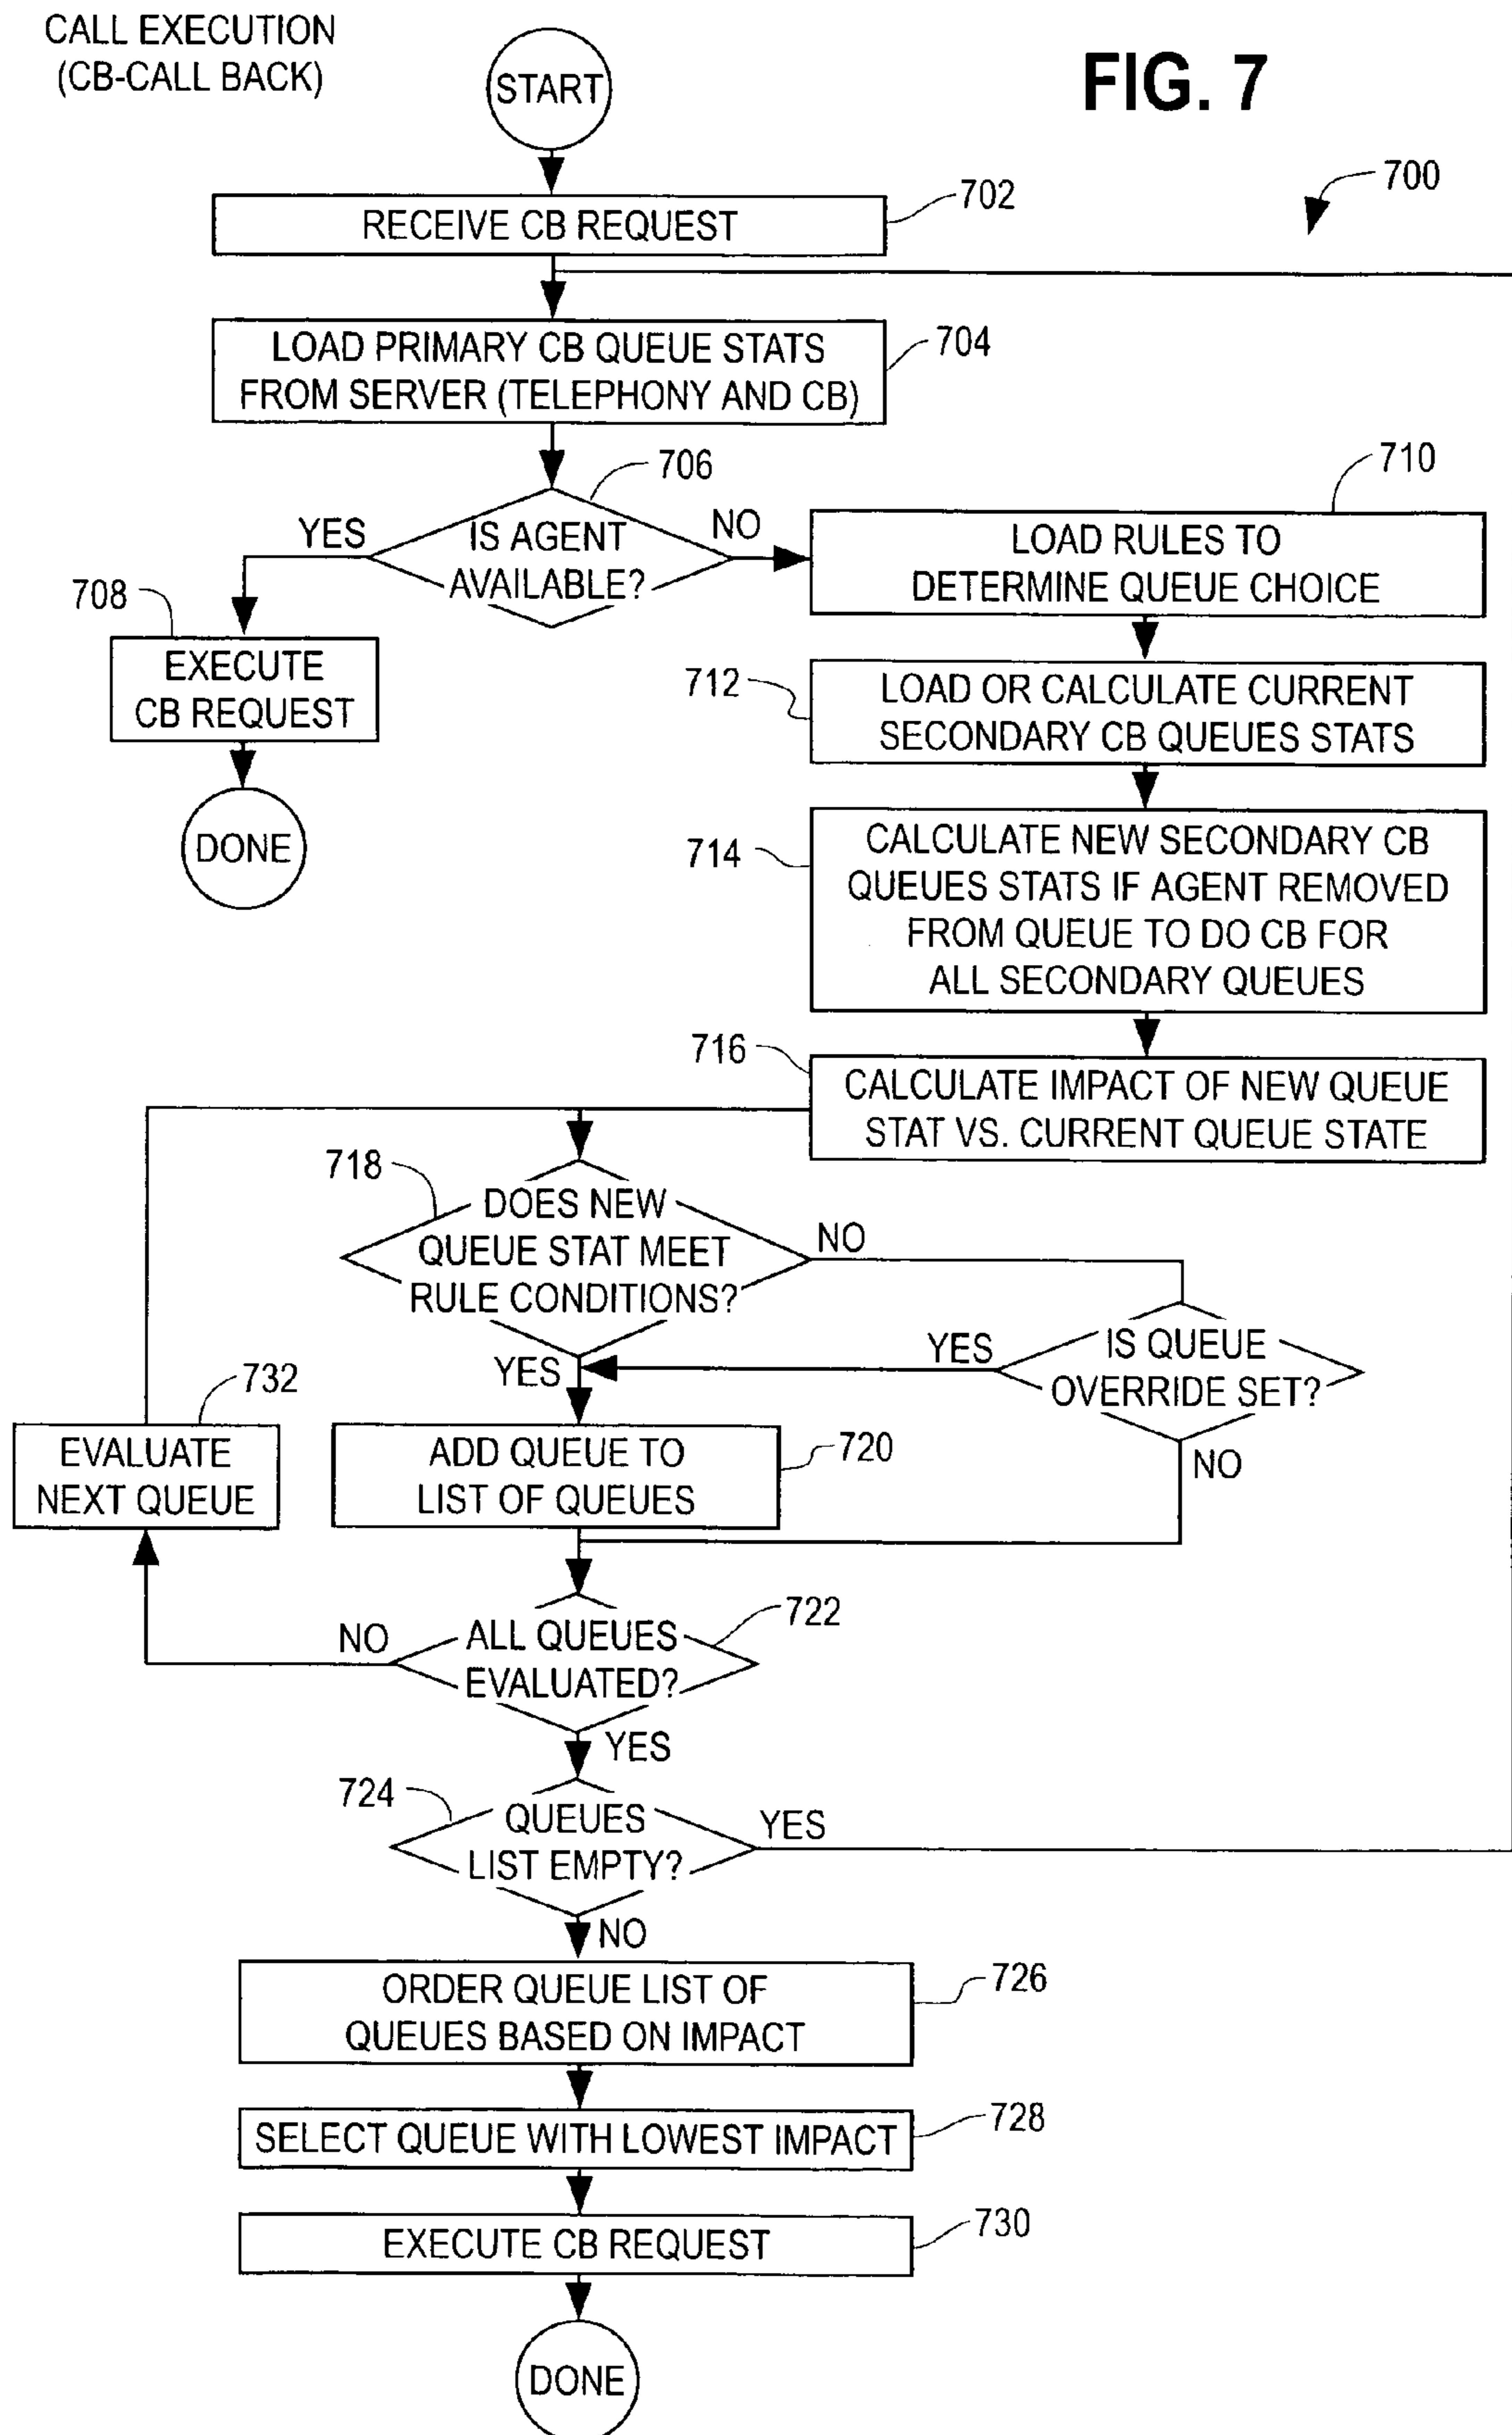 CALL EXECUTION
(CB-CALL BACK)
START
FIG. 7
700
702
RECEIVE CB REQUEST
LOAD PRIMARY CB QUEUE STATS
FROM SERVER (TELEPHONY AND CB)
704
706
IS AGENT
AVAILABLE?
YES
NO
708
EXECUTE
CB REQUEST
DONE
710
LOAD RULES TO
DETERMINE QUEUE CHOICE
712
LOAD OR CALCULATE CURRENT
SECONDARY CB QUEUES STATS
714
CALCULATE NEW SECONDARY CB
QUEUES STATS IF AGENT REMOVED
FROM QUEUE TO DO CB FOR
ALL SECONDARY QUEUES
716
CALCULATE IMPACT OF NEW QUEUE
STAT VS. CURRENT QUEUE STATE
718
DOES NEW
QUEUE STAT MEET
RULE CONDITIONS?
NO
YES
IS QUEUE
OVERRIDE SET?
YES
NO
732
EVALUATE
NEXT QUEUE
ADD QUEUE TO
LIST OF QUEUES
720
ALL QUEUES
EVALUATED?
722
NO
YES
724
QUEUES
LIST EMPTY?
YES
NO
ORDER QUEUE LIST OF
QUEUES BASED ON IMPACT
726
SELECT QUEUE WITH LOWEST IMPACT
728
EXECUTE CB REQUEST
730
DONE